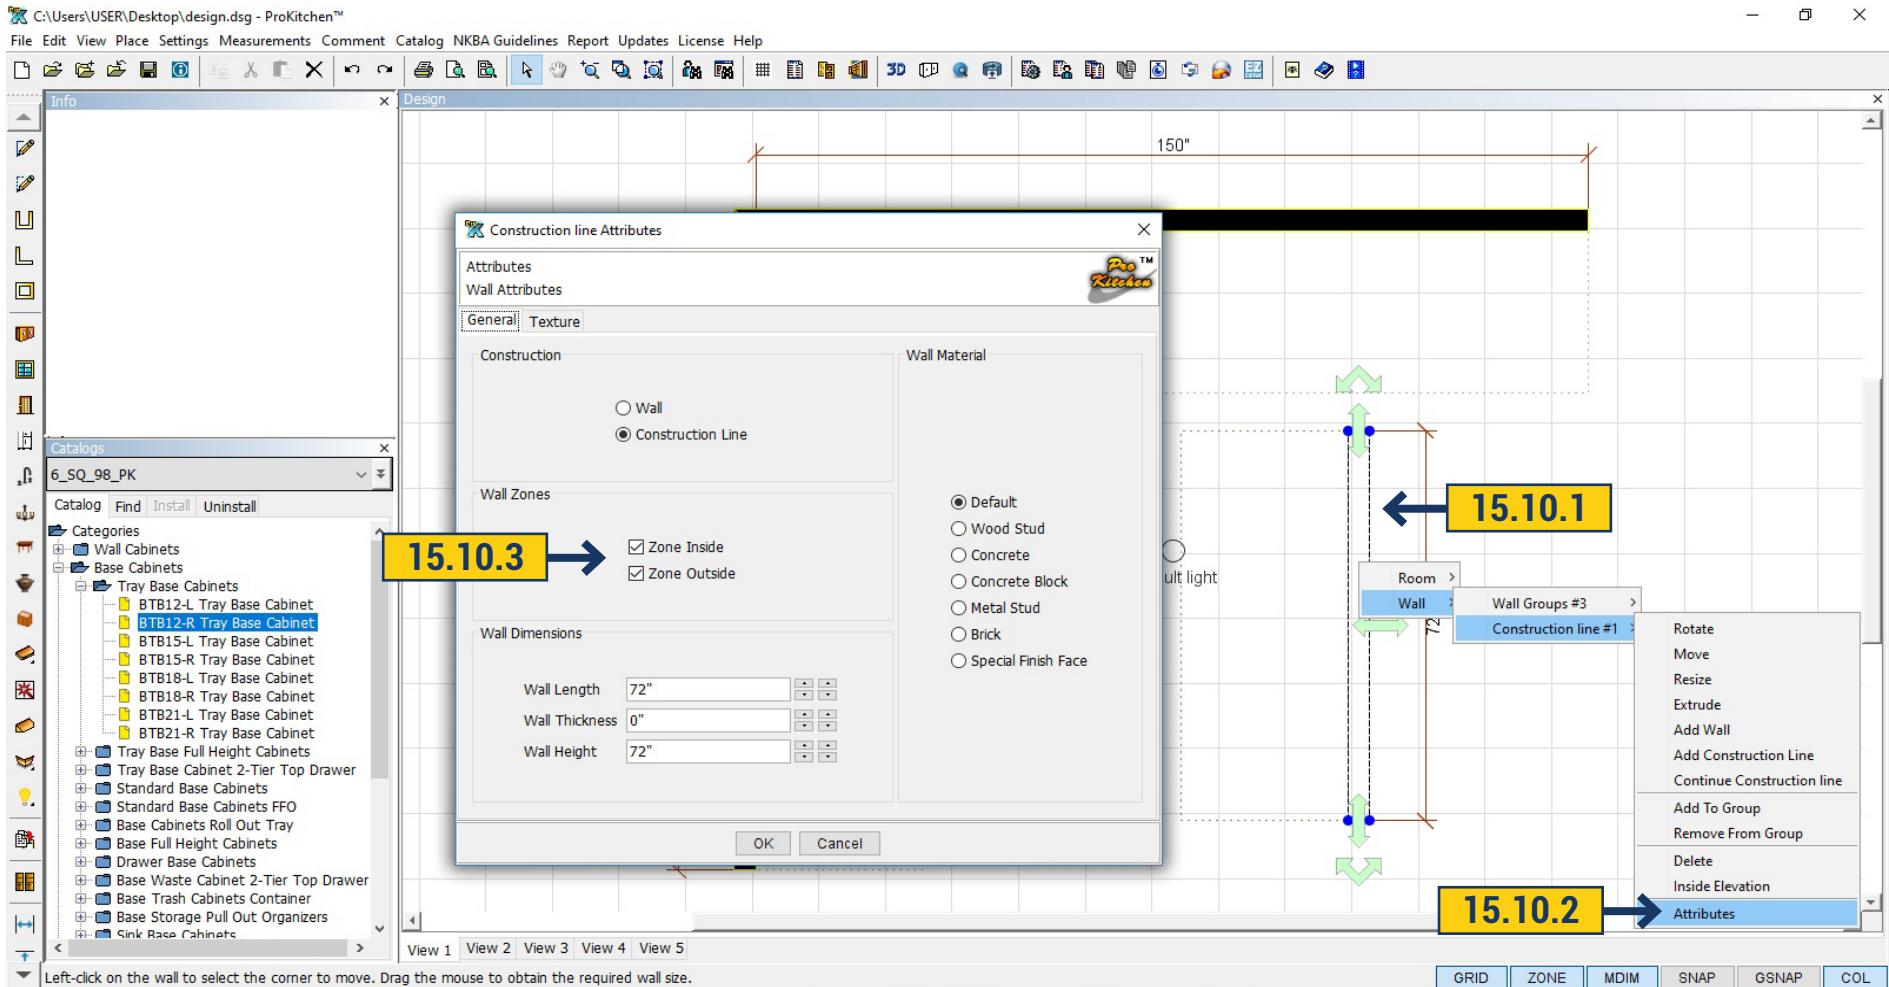 C:\Users\USER\Desktop\design.dsg - ProKitchen™
File Edit View Place Settings Measurements Comment Catalog NKBA Guidelines Report Updates License Help
3D
EZ
Info
Design
150"
Construction line Attributes
Attributes
Wall Attributes
Pro Kitchen TM
General Texture
Construction
Wall
Construction Line
Wall Material
Wall Zones
Zone Inside
Zone Outside
Default
Wood Stud
Concrete
Concrete Block
Metal Stud
Brick
Special Finish Face
Wall Dimensions
Wall Length 72"
Wall Thickness 0"
Wall Height 72"
OK Cancel
15.10.3
15.10.1
15.10.2
light
72
Room
Wall
Wall Groups #3
Construction line #1
Rotate
Move
Resize
Extrude
Add Wall
Add Construction Line
Continue Construction line
Add To Group
Remove From Group
Delete
Inside Elevation
Attributes
Catalogs
6_SQ_98_PK
Catalog Find Install Uninstall
Categories
Wall Cabinets
Base Cabinets
Tray Base Cabinets
BTB12-L Tray Base Cabinet
BTB12-R Tray Base Cabinet
BTB15-L Tray Base Cabinet
BTB15-R Tray Base Cabinet
BTB18-L Tray Base Cabinet
BTB18-R Tray Base Cabinet
BTB21-L Tray Base Cabinet
BTB21-R Tray Base Cabinet
Tray Base Full Height Cabinets
Tray Base Cabinet 2-Tier Top Drawer
Standard Base Cabinets
Standard Base Cabinets FFO
Base Cabinets Roll Out Tray
Base Full Height Cabinets
Drawer Base Cabinets
Base Waste Cabinet 2-Tier Top Drawer
Base Trash Cabinets Container
Base Storage Pull Out Organizers
Sink Base Cabinets
View 1 View 2 View 3 View 4 View 5
Left-click on the wall to select the corner to move. Drag the mouse to obtain the required wall size.
GRID ZONE MDIM SNAP GSNAP COL